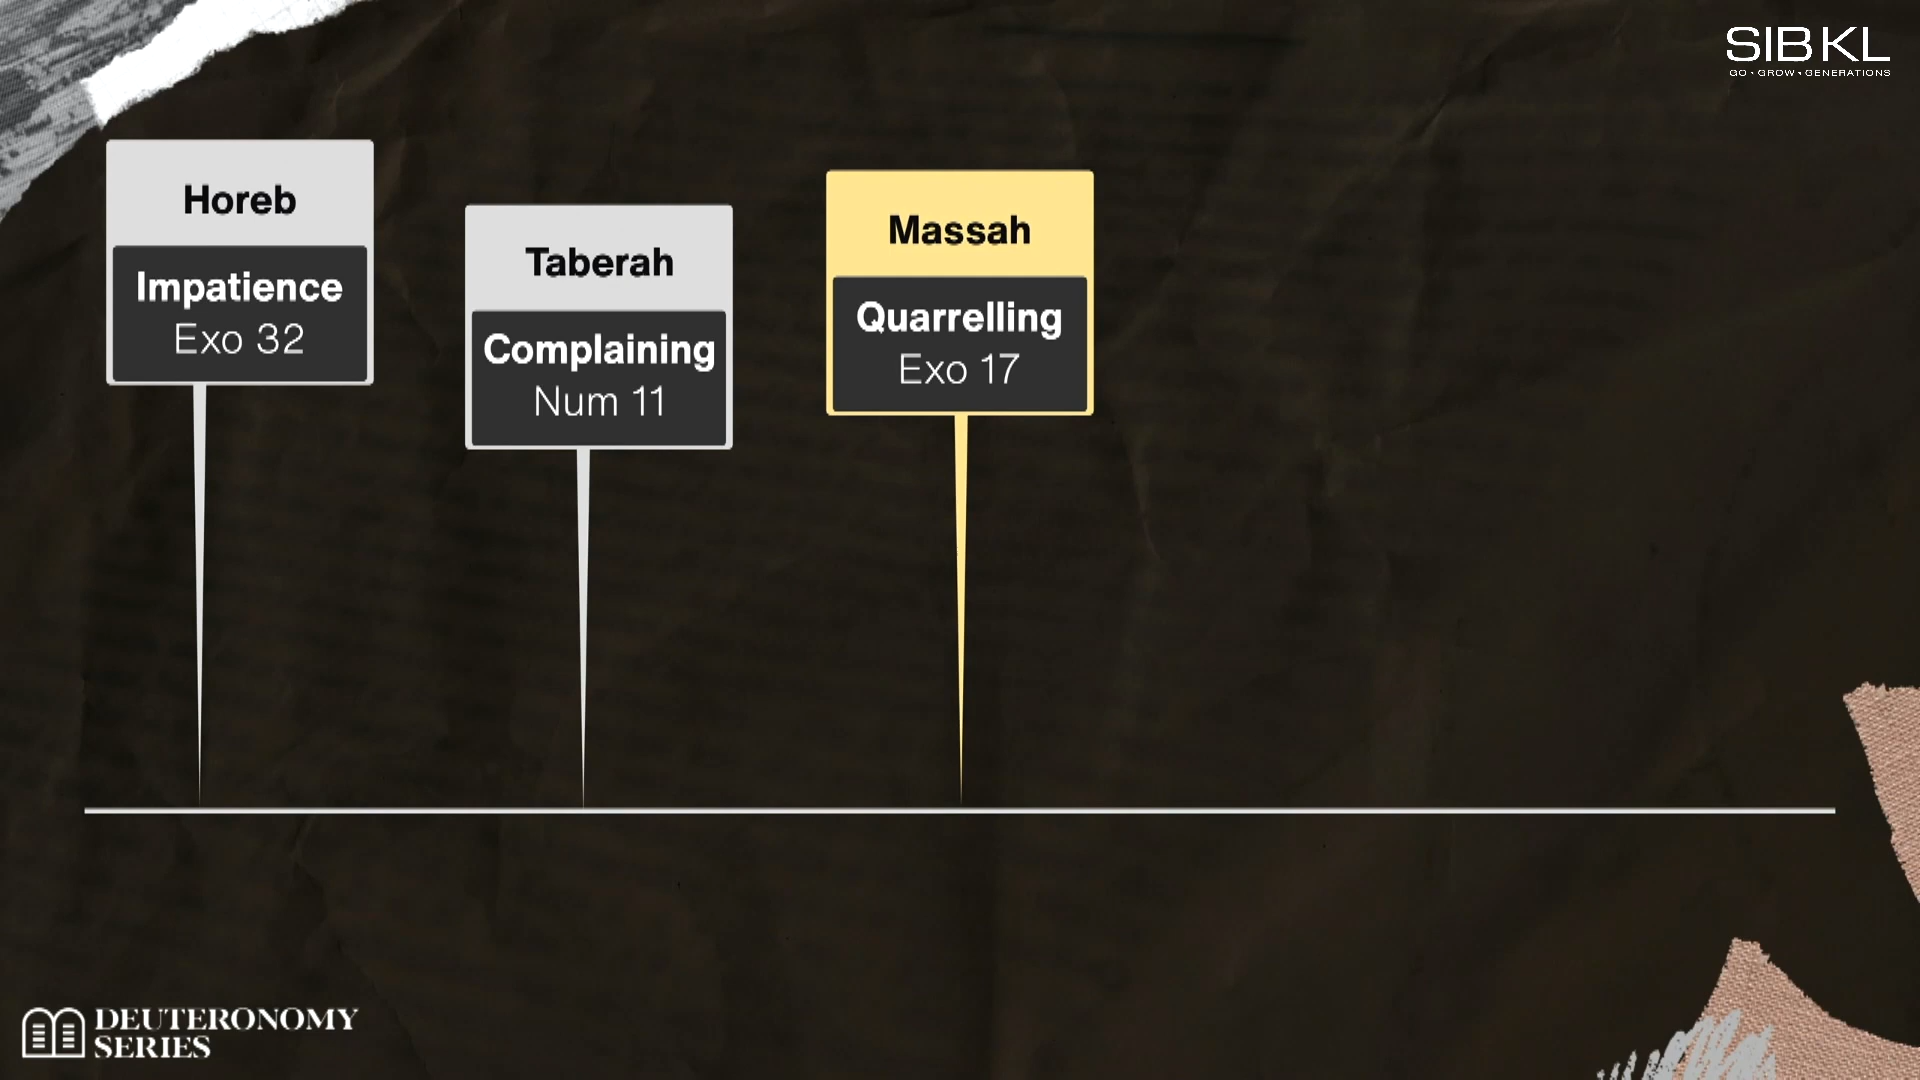 SIBKL
GO • GROW • GENERATIONS
Horeb
Impatience
Exo 32
Taberah
Complaining
Num 11
Massah
Quarrelling
Exo 17
DEUTERONOMY
SERIES